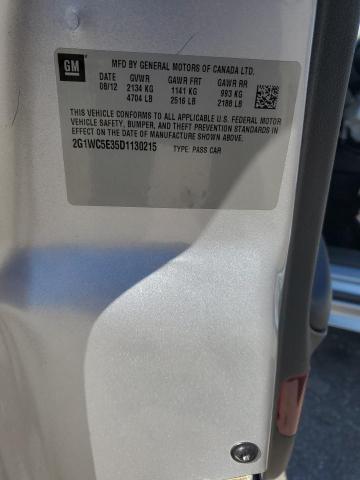 GM
MFD BY GENERAL MOTORS OF CANADA LTD.
DATE GVWR GAWR FRT GAWR RR
08/12 2134 KG 1141 KG 993 KG
4704 LB 2516 LB 2188 LB
THIS VEHICLE CONFORMS TO ALL APPLICABLE U.S. FEDERAL MOTOR
VEHICLE SAFETY, BUMPER, AND THEFT PREVENTION STANDARDS IN
EFFECT ON THE DATE OF MANUFACTURE SHOWN ABOVE.
2G1WC5E35D1130215 TYPE: PASS CAR